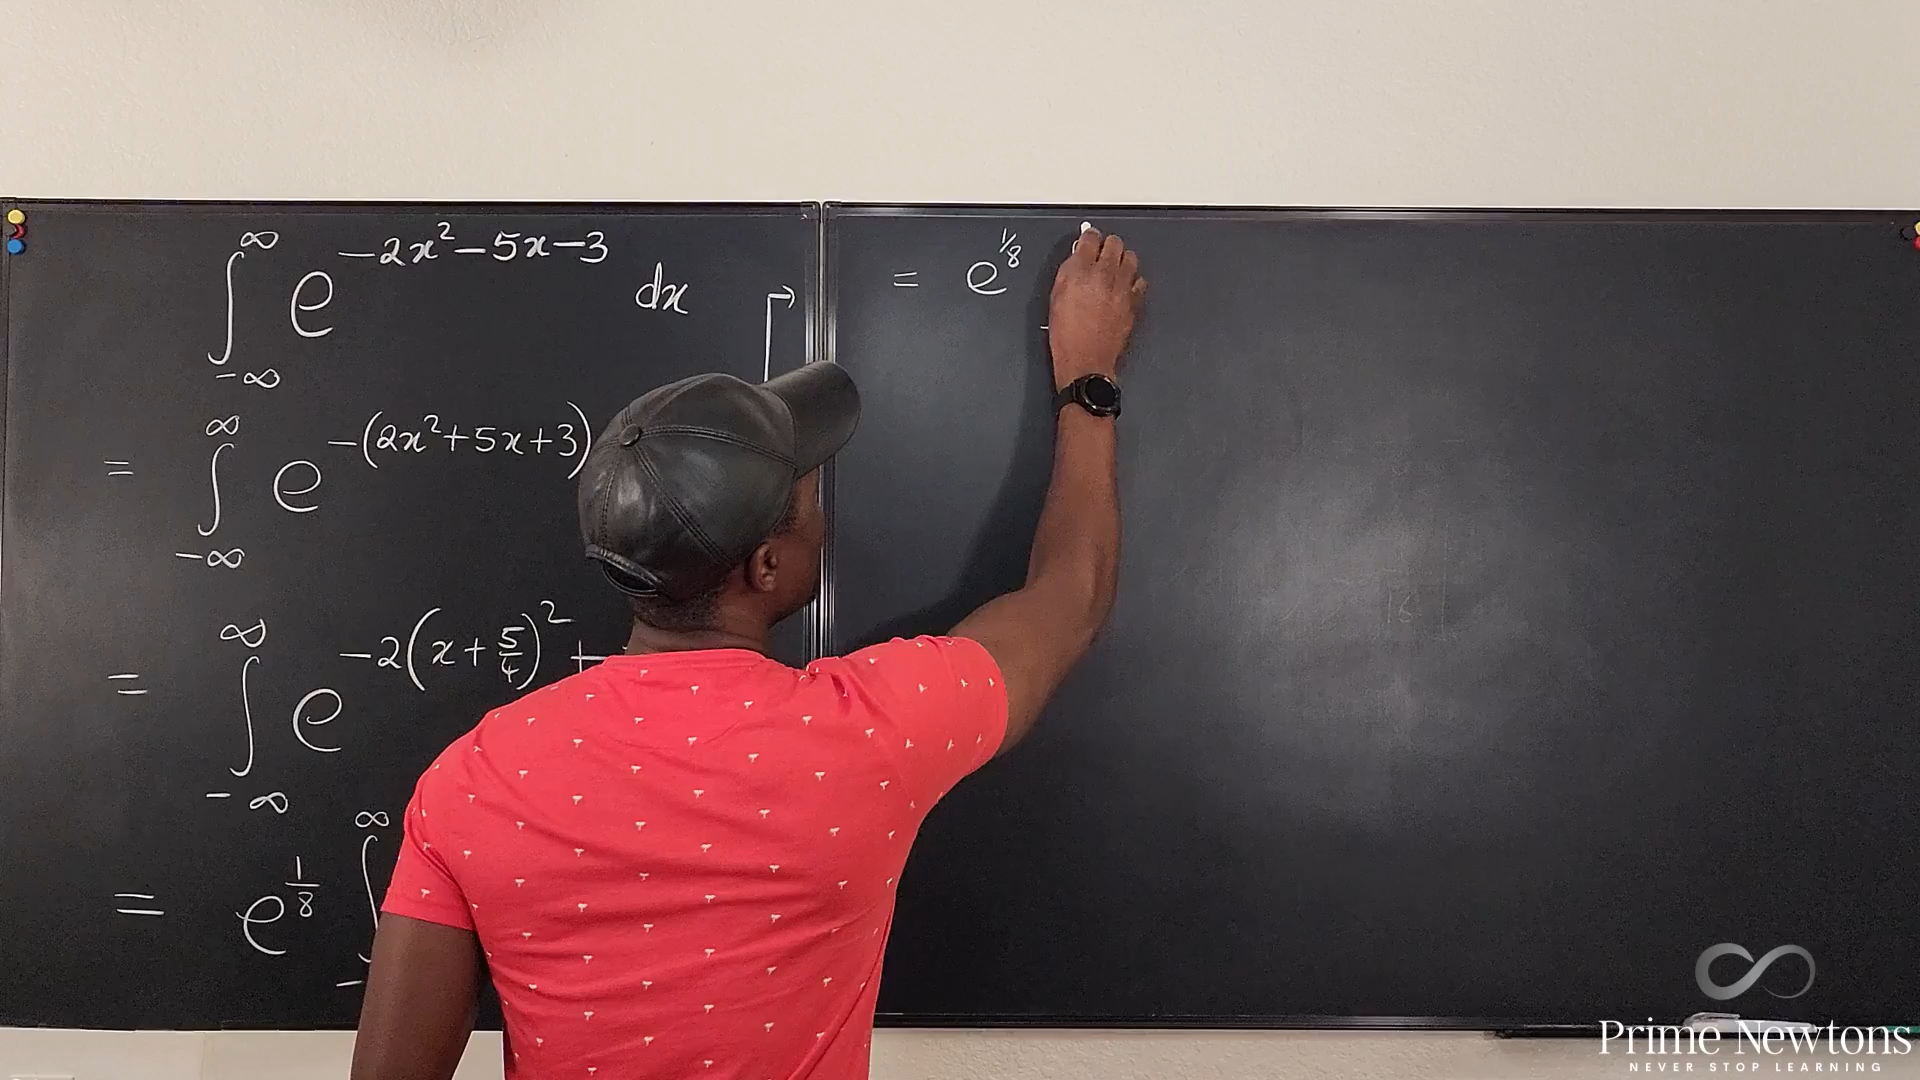 ∫_{-∞}^{∞} e^{-2x²-5x-3} dx
= ∫_{-∞}^{∞} e^{-(2x²+5x+3)}
= ∫_{-∞}^{∞} e^{-2(x+5/4)²+
= e^{1/8} ∫_{-}^{∞}
= e^{1/8}
Prime Newtons
NEVER STOP LEARNING